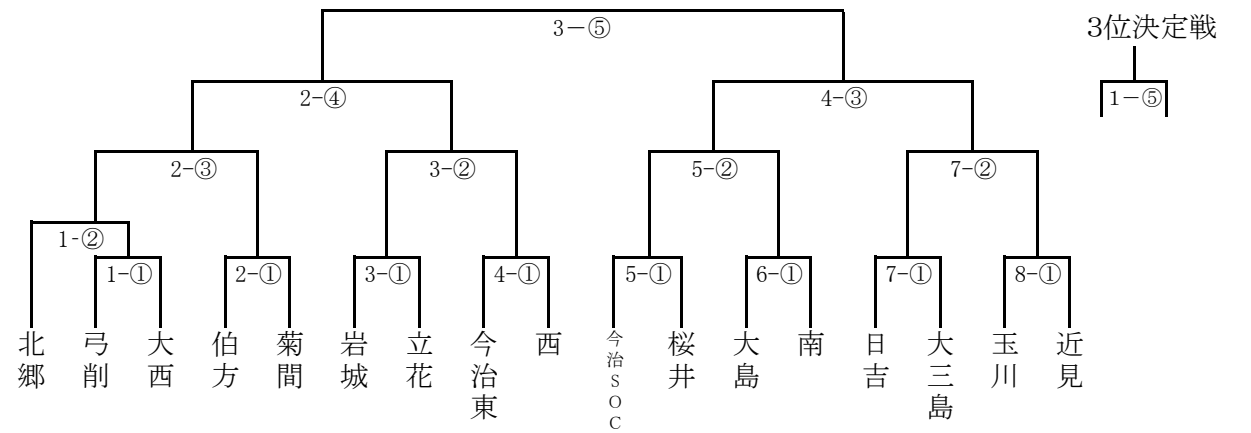 3－⑤
3位決定戦
2-④
4-③
1－⑤
2-③
3-②
5-②
7-②
1-②
1-①
2-①
3-①
4-①
5-①
6-①
7-①
8-①
北郷
弓削
大西
伯方
菊間
岩城
立花
今治東
西
今治SOC
桜井
大島
南
日吉
大三島
玉川
近見